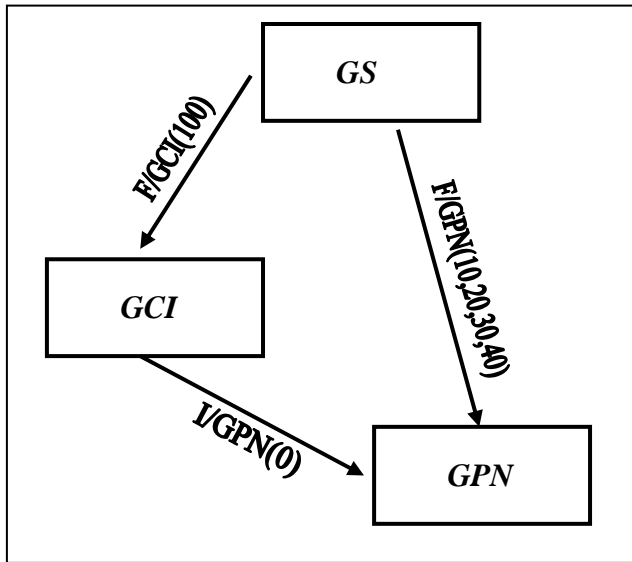 GS
F/GCI(100)
F/GPN(10,20,30,40)
GCI
I/GPN(0)
GPN